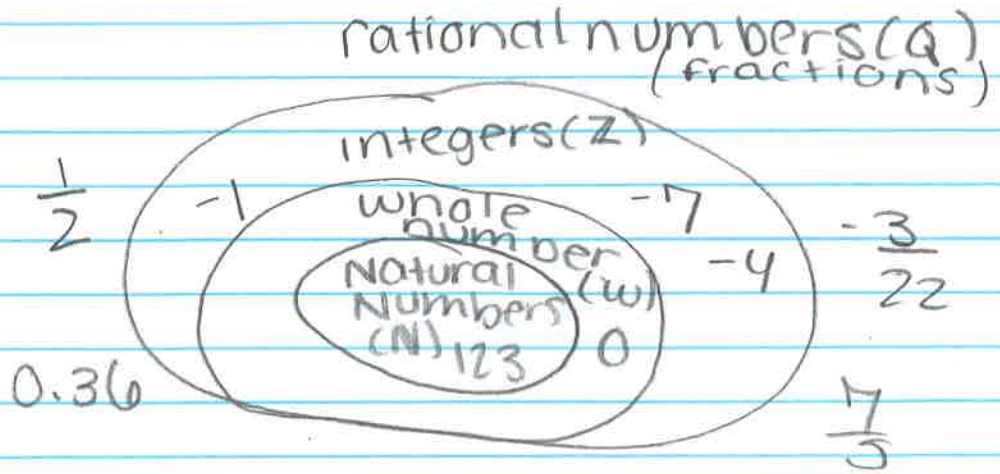 rational numbers(Q)
(fractions)
integers(Z)
1/2
-1
whole
-7
number
(W)
-3/22
-4
Natural
Numbers
(N) 123
0
0.36
7/5